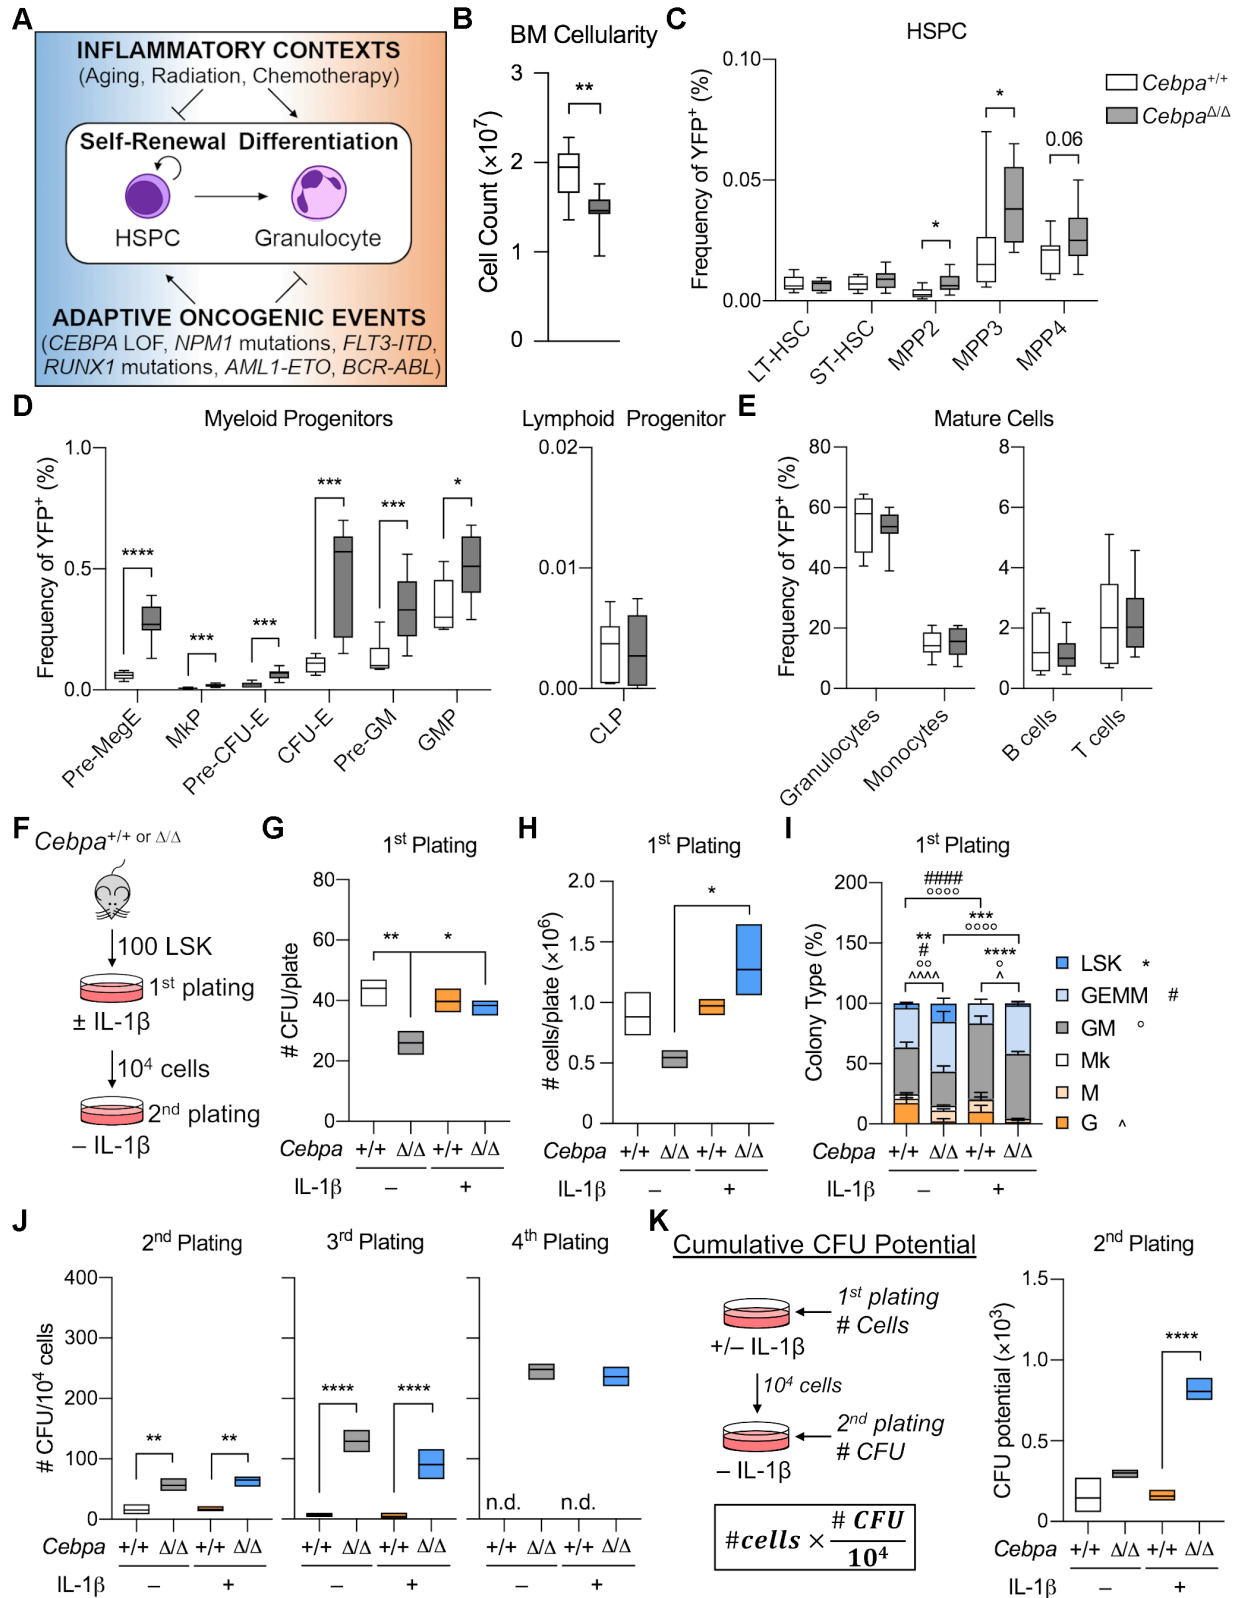 A
INFLAMMATORY CONTEXTS
(Aging, Radiation, Chemotherapy)
Self-Renewal Differentiation
HSPC
Granulocyte
ADAPTIVE ONCOGENIC EVENTS
(CEBPA LOF, NPM1 mutations, FLT3-ITD,
RUNX1 mutations, AML1-ETO, BCR-ABL)
B
BM Cellularity
Cell Count (×10⁷)
3
2
1
0
**
C
HSPC
Frequency of YFP⁺ (%)
0.10
0.05
0.00
*
*
0.06
LT-HSC
ST-HSC
MPP2
MPP3
MPP4
Cebpa⁺/⁺
Cebpa^Δ/Δ
D
Myeloid Progenitors
Frequency of YFP⁺ (%)
1.0
0.5
0.0
****
***
***
***
***
*
Pre-MegE
MkP
Pre-CFU-E
CFU-E
Pre-GM
GMP
Lymphoid Progenitor
0.02
0.01
0.00
CLP
E
Mature Cells
Frequency of YFP⁺ (%)
80
60
40
20
0
Granulocytes
Monocytes
8
6
4
2
0
B cells
T cells
F
Cebpa⁺/⁺ or Δ/Δ
100 LSK
1st plating
± IL-1β
10⁴ cells
2nd plating
– IL-1β
G
1st Plating
# CFU/plate
80
60
40
20
0
**
*
Cebpa +/+ Δ/Δ +/+ Δ/Δ
IL-1β – +
H
1st Plating
# cells/plate (×10⁶)
2.0
1.5
1.0
0.5
0
*
Cebpa +/+ Δ/Δ +/+ Δ/Δ
IL-1β – +
I
1st Plating
Colony Type (%)
200
150
100
50
0
####
°°°°
***
°°°°
**
#
°°
^^^^
****
°
^
LSK *
GEMM #
GM °
Mk
M
G ^
Cebpa +/+ Δ/Δ +/+ Δ/Δ
IL-1β – +
J
2nd Plating
3rd Plating
4th Plating
# CFU/10⁴ cells
400
300
200
100
0
**
**
****
****
n.d.
n.d.
Cebpa +/+ Δ/Δ +/+ Δ/Δ +/+ Δ/Δ +/+ Δ/Δ +/+ Δ/Δ +/+ Δ/Δ
IL-1β – + – + – +
K
Cumulative CFU Potential
1st plating
# Cells
+/– IL-1β
10⁴ cells
2nd plating
# CFU
– IL-1β
#cells × # CFU
10⁴
2nd Plating
CFU potential (×10³)
1.5
1.0
0.5
0
****
Cebpa +/+ Δ/Δ +/+ Δ/Δ
IL-1β – +